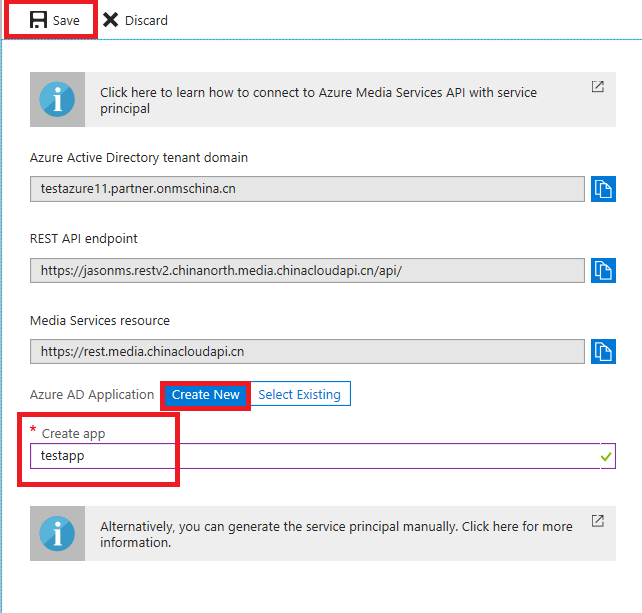 Save Discard
Click here to learn how to connect to Azure Media Services API with service
principal
Azure Active Directory tenant domain
testazure11.partner.onmschina.cn
REST API endpoint
https://jasonms.restv2.chinanorth.media.chinacloudapi.cn/api/
Media Services resource
https://rest.media.chinacloudapi.cn
Azure AD Application Create New Select Existing
* Create app
testapp
Alternatively, you can generate the service principal manually. Click here for more
information.